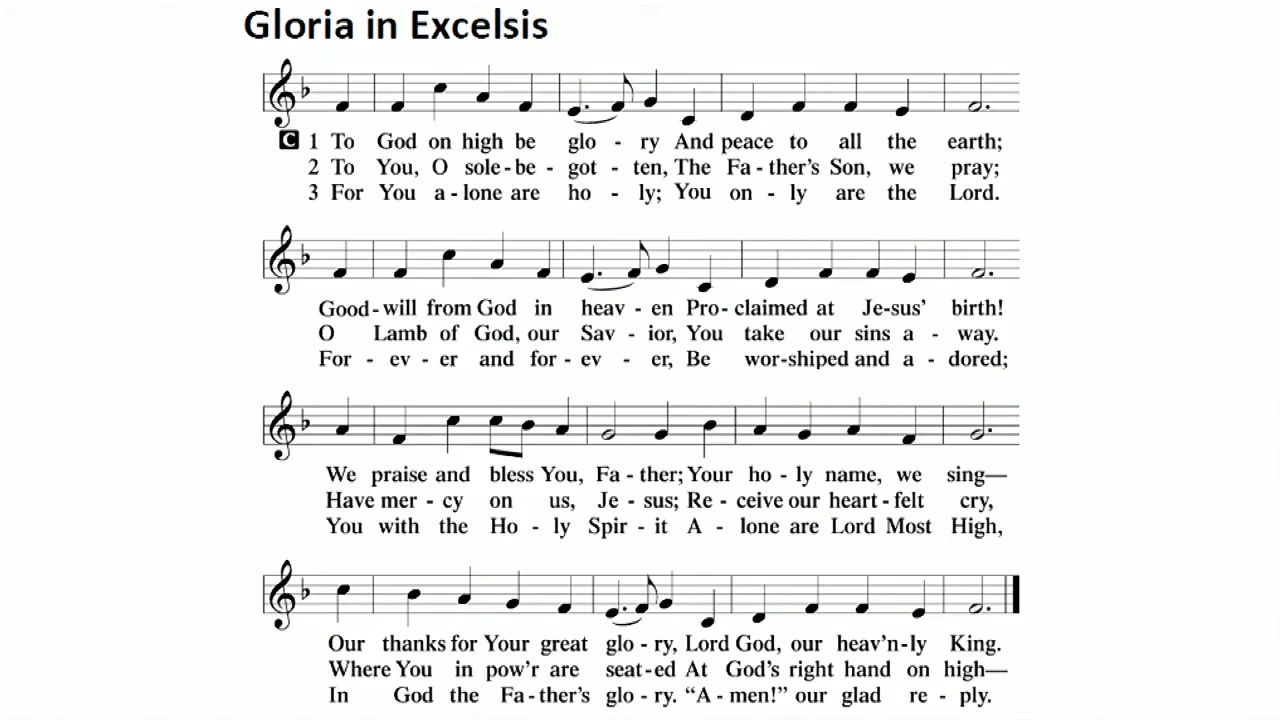 Gloria in Excelsis
C 1 To God on high be glo - ry And peace to all the earth;
2 To You, O sole - be - got - ten, The Fa - ther's Son, we pray;
3 For You a - lone are ho - ly; You on - ly are the Lord.
Good - will from God in heav - en Pro - claimed at Je - sus' birth!
O Lamb of God, our Sav - ior, You take our sins a - way.
For - ev - er and for - ev - er, Be wor - shiped and a - dored;
We praise and bless You, Fa - ther; Your ho - ly name, we sing—
Have mer - cy on us, Je - sus; Re - ceive our heart - felt cry,
You with the Ho - ly Spir - it A - lone are Lord Most High,
Our thanks for Your great glo - ry, Lord God, our heav'n - ly King.
Where You in pow'r are seat - ed At God's right hand on high—
In God the Fa - ther's glo - ry. “A - men!” our glad re - ply.